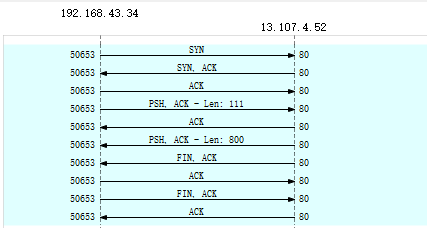 192.168.43.34
13.107.4.52
SYN
50653 80
SYN, ACK
50653 80
ACK
50653 80
PSH, ACK - Len: 111
50653 80
ACK
50653 80
PSH, ACK - Len: 800
50653 80
FIN, ACK
50653 80
ACK
50653 80
FIN, ACK
50653 80
ACK
50653 80